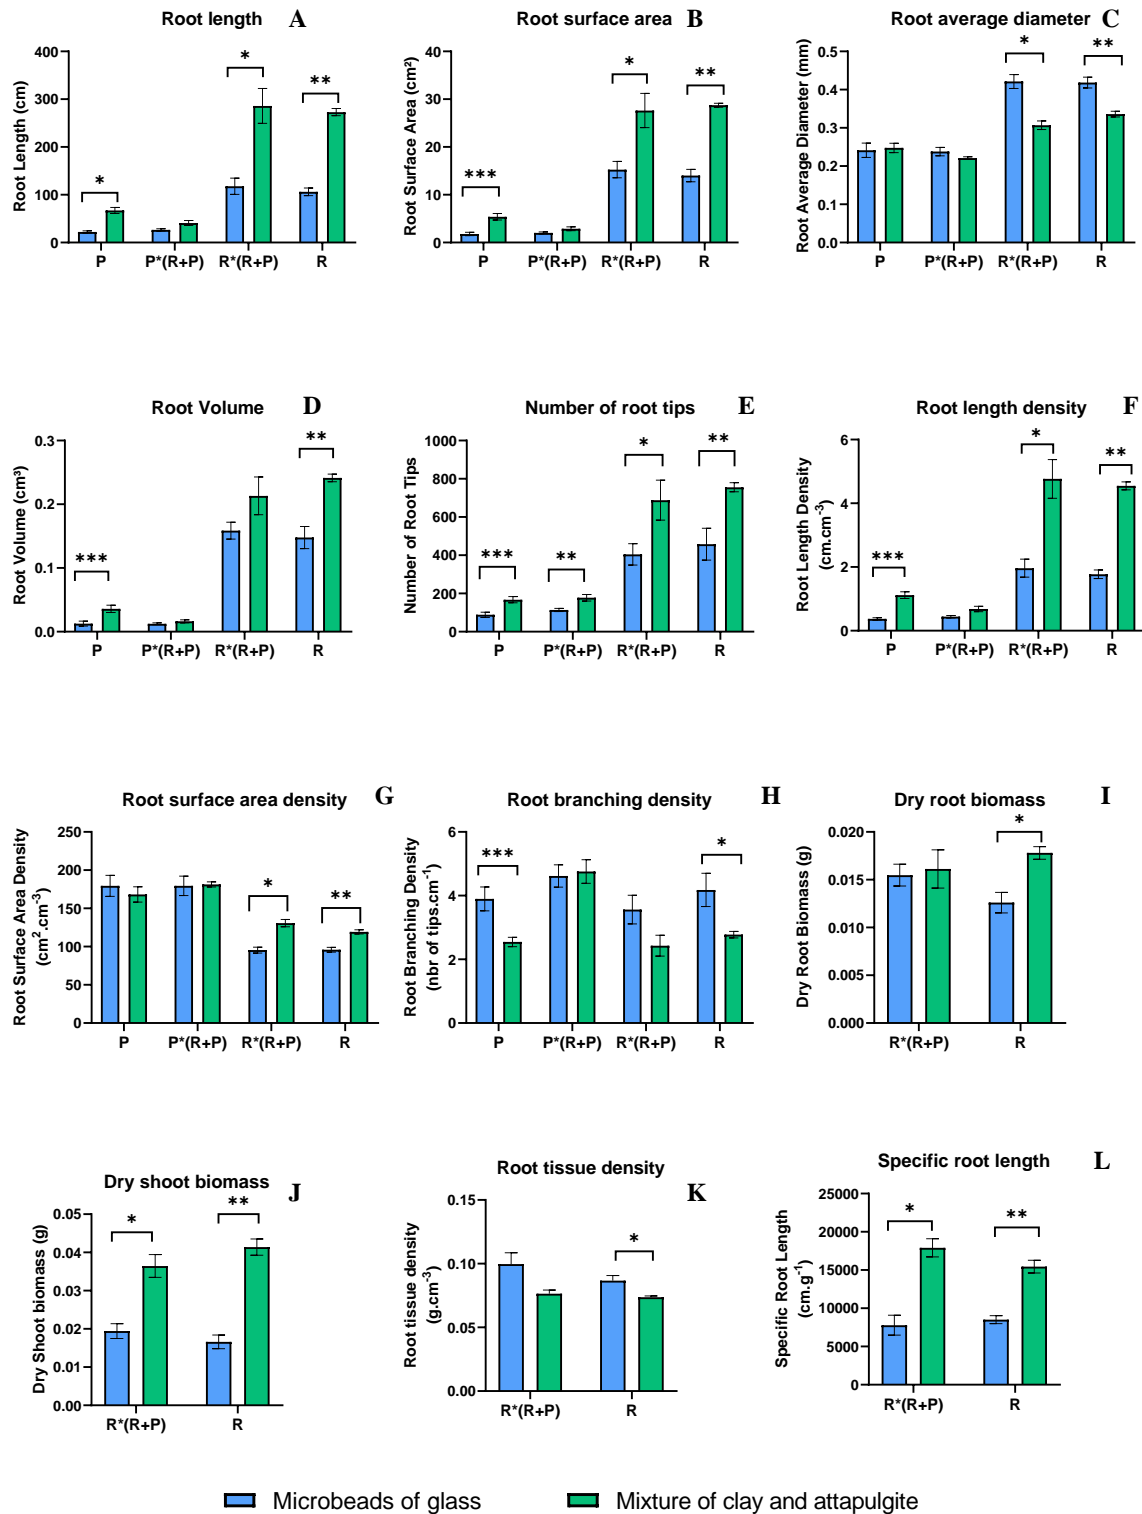 Root length A
Root Length (cm)
400
300
200
100
0
*
*
**
P P*(R+P) R*(R+P) R
Root surface area B
Root Surface Area (cm²)
40
30
20
10
0
***
*
**
P P*(R+P) R*(R+P) R
Root average diameter C
Root Average Diameter (mm)
0.5
0.4
0.3
0.2
0.1
0.0
*
**
P P*(R+P) R*(R+P) R
Root Volume D
Root Volume (cm³)
0.3
0.2
0.1
0.0
***
**
P P*(R+P) R*(R+P) R
Number of root tips E
Number of Root Tips
1000
800
600
400
200
0
***
**
*
**
P P*(R+P) R*(R+P) R
Root length density F
Root Length Density
(cm.cm⁻³)
6
4
2
0
***
*
**
P P*(R+P) R*(R+P) R
Root surface area density G
Root Surface Area Density
(cm².cm⁻³)
250
200
150
100
50
0
*
**
P P*(R+P) R*(R+P) R
Root branching density H
Root Branching Density
(nbr of tips.cm⁻¹)
6
4
2
0
***
*
P P*(R+P) R*(R+P) R
Dry root biomass I
Dry Root Biomass (g)
0.020
0.015
0.010
0.005
0.000
*
R*(R+P) R
Dry shoot biomass J
Dry Shoot biomass (g)
0.05
0.04
0.03
0.02
0.01
0.00
*
**
R*(R+P) R
Root tissue density K
Root tissue density
(g.cm⁻³)
0.15
0.10
0.05
0.00
*
R*(R+P) R
Specific root length L
Specific Root Length
(cm.g⁻¹)
25000
20000
15000
10000
5000
0
*
**
R*(R+P) R
Microbeads of glass Mixture of clay and attapulgite